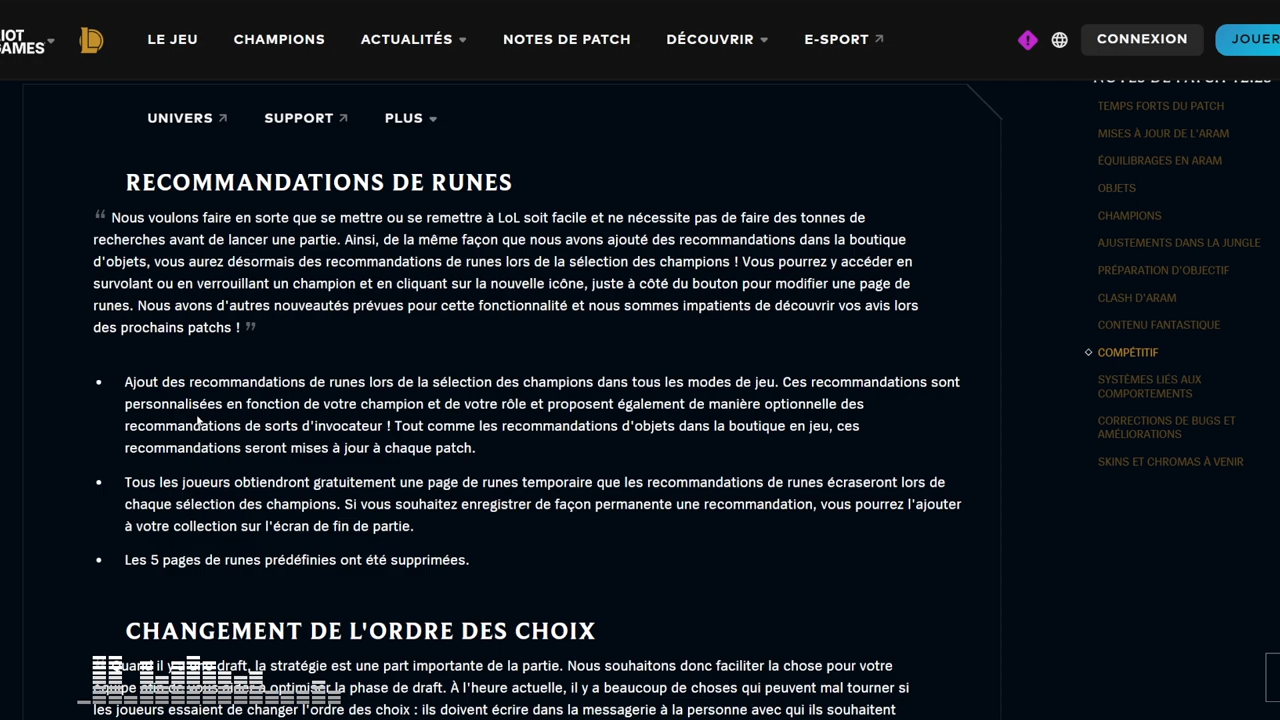 IOT
GAMES
LE JEU
CHAMPIONS
ACTUALITÉS
NOTES DE PATCH
DÉCOUVRIR
E-SPORT
CONNEXION
JOUER
UNIVERS
SUPPORT
PLUS
RECOMMANDATIONS DE RUNES
“ Nous voulons faire en sorte que se mettre ou se remettre à LoL soit facile et ne nécessite pas de faire des tonnes de
recherches avant de lancer une partie. Ainsi, de la même façon que nous avons ajouté des recommandations dans la boutique
d'objets, vous aurez désormais des recommandations de runes lors de la sélection des champions ! Vous pourrez y accéder en
survolant ou en verrouillant un champion et en cliquant sur la nouvelle icône, juste à côté du bouton pour modifier une page de
runes. Nous avons d'autres nouveautés prévues pour cette fonctionnalité et nous sommes impatients de découvrir vos avis lors
des prochains patchs ! ”
• Ajout des recommandations de runes lors de la sélection des champions dans tous les modes de jeu. Ces recommandations sont
personnalisées en fonction de votre champion et de votre rôle et proposent également de manière optionnelle des
recommandations de sorts d'invocateur ! Tout comme les recommandations d'objets dans la boutique en jeu, ces
recommandations seront mises à jour à chaque patch.
• Tous les joueurs obtiendront gratuitement une page de runes temporaire que les recommandations de runes écraseront lors de
chaque sélection des champions. Si vous souhaitez enregistrer de façon permanente une recommandation, vous pourrez l'ajouter
à votre collection sur l'écran de fin de partie.
• Les 5 pages de runes prédéfinies ont été supprimées.
CHANGEMENT DE L'ORDRE DES CHOIX
Quand il y a une draft, la stratégie est une part importante de la partie. Nous souhaitons donc faciliter la chose pour votre
équipe afin de vous aider à optimiser la phase de draft. À l'heure actuelle, il y a beaucoup de choses qui peuvent mal tourner si
les joueurs essaient de changer l'ordre des choix : ils doivent écrire dans la messagerie à la personne avec qui ils souhaitent
NOTES DE PATCH 12.23
TEMPS FORTS DU PATCH
MISES À JOUR DE L'ARAM
ÉQUILIBRAGES EN ARAM
OBJETS
CHAMPIONS
AJUSTEMENTS DANS LA JUNGLE
PRÉPARATION D'OBJECTIF
CLASH D'ARAM
CONTENU FANTASTIQUE
COMPÉTITIF
SYSTÈMES LIÉS AUX
COMPORTEMENTS
CORRECTIONS DE BUGS ET
AMÉLIORATIONS
SKINS ET CHROMAS À VENIR